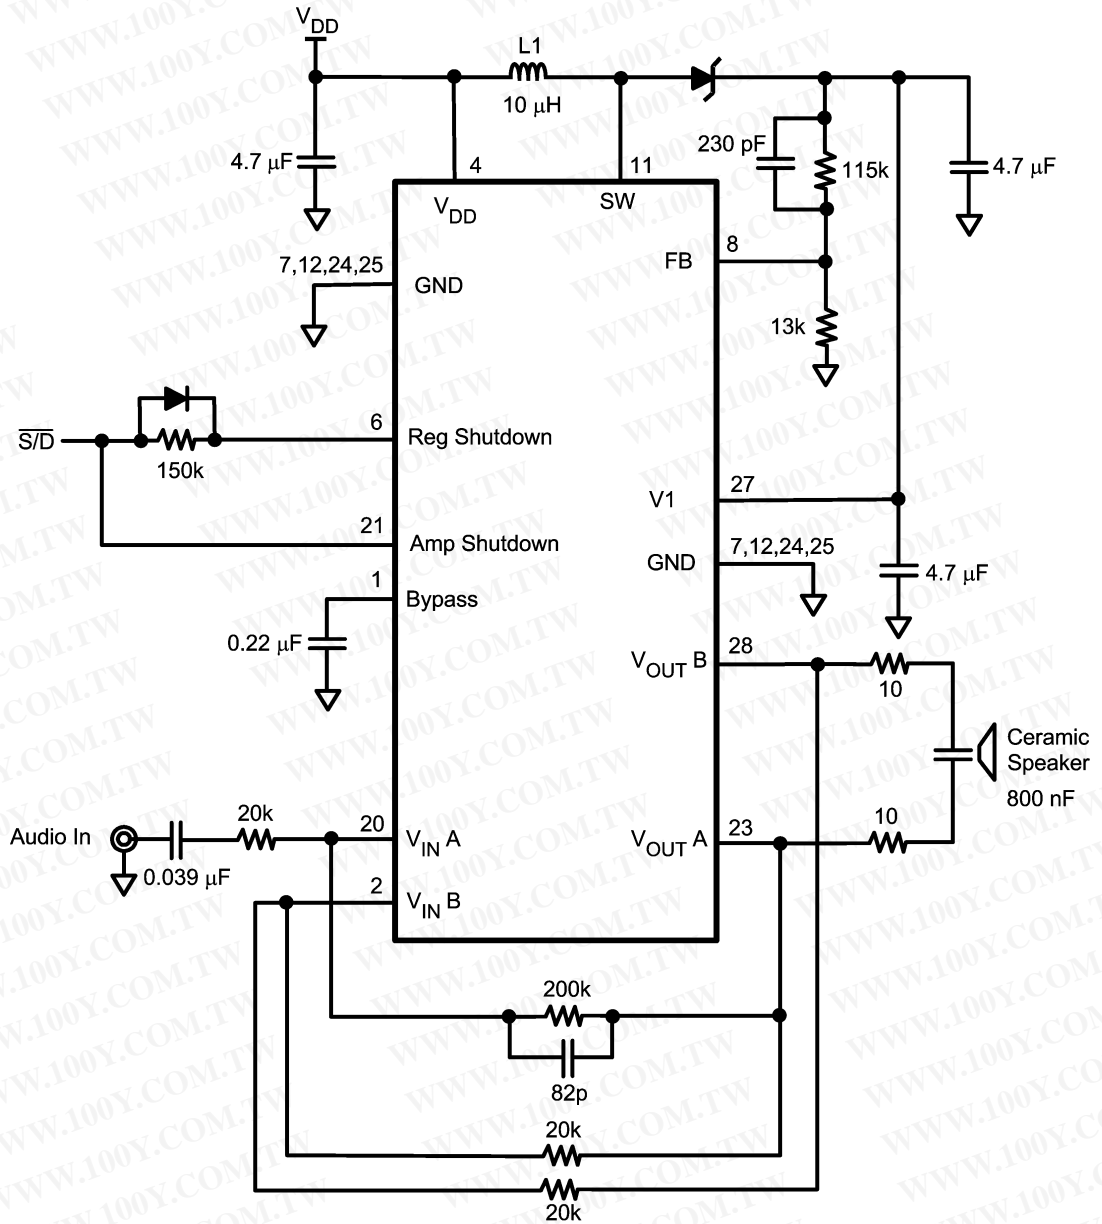 VDD
L1
10 µH
4.7 µF
4
11
230 pF
115k
4.7 µF
VDD
SW
7,12,24,25
GND
8
FB
13k
S/D
150k
6
Reg Shutdown
21
Amp Shutdown
1
Bypass
0.22 µF
27
V1
7,12,24,25
GND
4.7 µF
28
VOUT B
10
Ceramic
Speaker
800 nF
10
23
VOUT A
Audio In
0.039 µF
20k
20
VIN A
2
VIN B
200k
82p
20k
20k
WWW.100Y.COM.TW